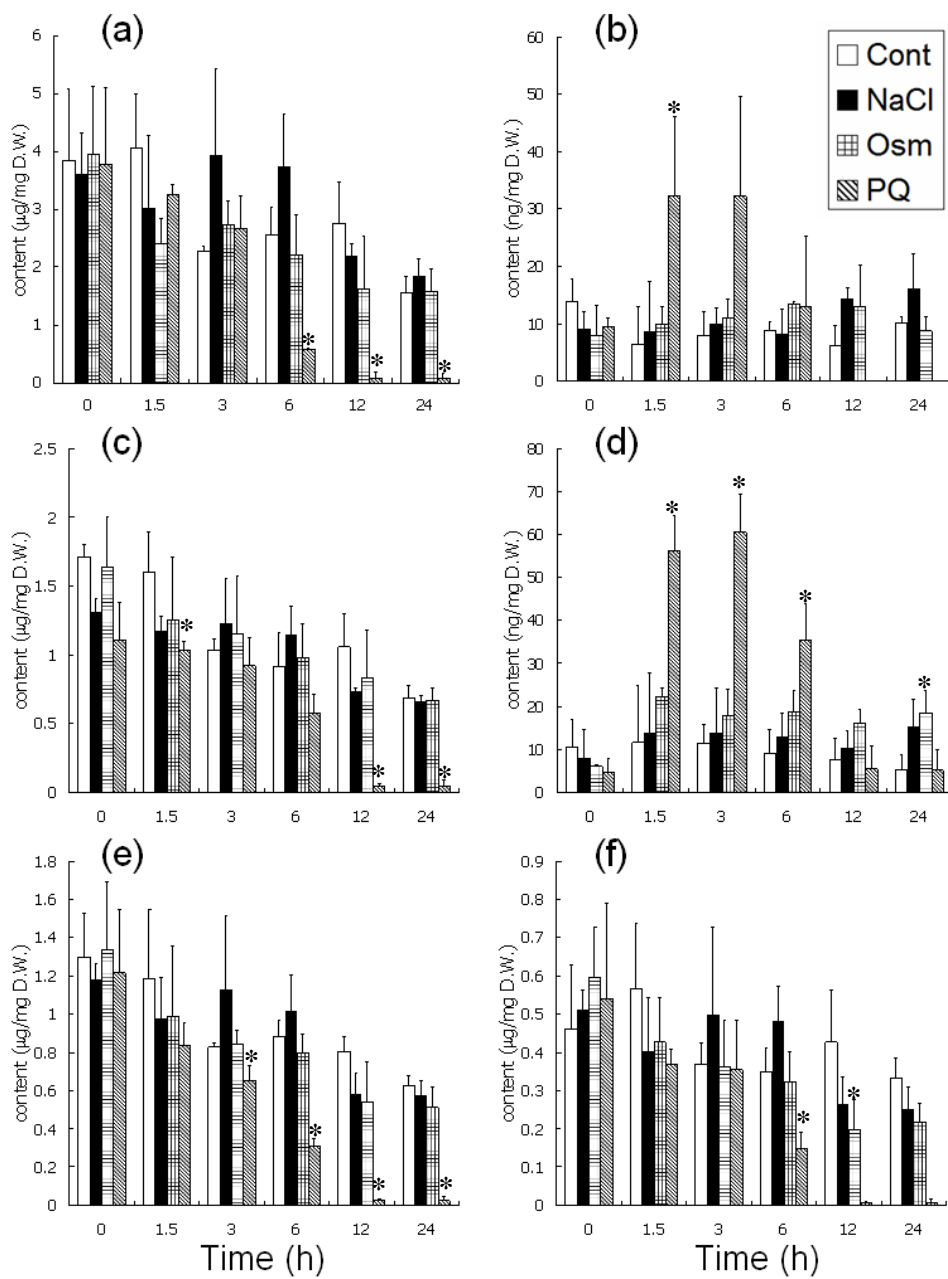 (a)
content (µg/mg D.W.)
6
5
4
3
2
1
0
0 1.5 3 6 12 24
* * *
(b)
content (ng/mg D.W.)
60
50
40
30
20
10
0
0 1.5 3 6 12 24
*
Cont
NaCl
Osm
PQ
(c)
content (µg/mg D.W.)
2.5
2
1.5
1
0.5
0
0 1.5 3 6 12 24
* * *
(d)
content (ng/mg D.W.)
80
70
60
50
40
30
20
10
0
0 1.5 3 6 12 24
* * * *
(e)
content (µg/mg D.W.)
1.8
1.6
1.4
1.2
1
0.8
0.6
0.4
0.2
0
0 1.5 3 6 12 24
* * * *
Time (h)
(f)
content (µg/mg D.W.)
0.9
0.8
0.7
0.6
0.5
0.4
0.3
0.2
0.1
0
0 1.5 3 6 12 24
* *
Time (h)